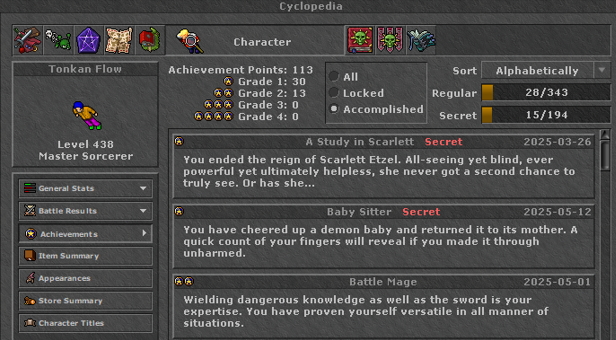 Cyclopedia
Character
Tonkan Flow
Level 438
Master Sorcerer
General Stats
Battle Results
Achievements
Item Summary
Appearances
Store Summary
Character Titles
Achievement Points: 113
Grade 1: 30
Grade 2: 13
Grade 3: 0
Grade 4: 0
All
Locked
Accomplished
Sort Alphabetically
Regular 28/343
Secret 15/194
A Study in Scarlett Secret 2025-03-26
You ended the reign of Scarlett Etzel. All-seeing yet blind, ever
powerful yet ultimately helpless, she never got a second chance to
truly see. Or has she...
Baby Sitter Secret 2025-05-12
You have cheered up a demon baby and returned it to its mother. A
quick count of your fingers will reveal if you made it through
unharmed.
Battle Mage 2025-05-01
Wielding dangerous knowledge as well as the sword is your
expertise. You have proven yourself versatile in all manner of
situations.